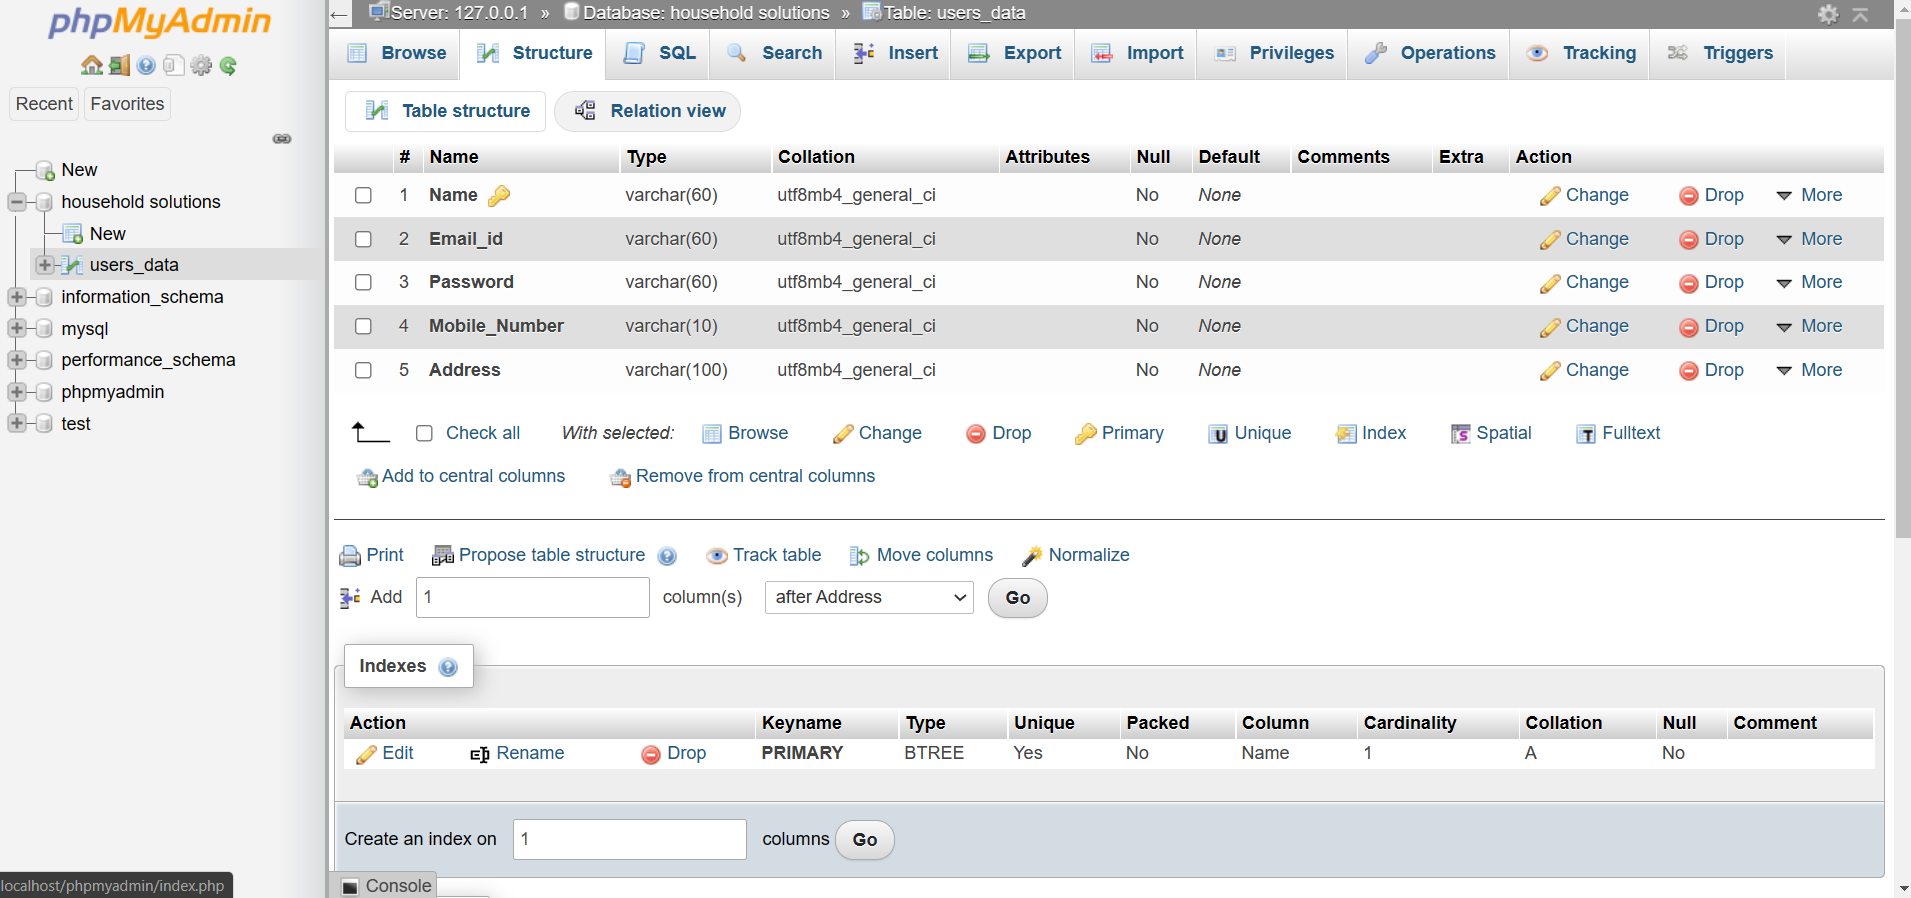 phpMyAdmin
Recent Favorites
New
household solutions
New
users_data
information_schema
mysql
performance_schema
phpmyadmin
test
localhost/phpmyadmin/index.php
Server: 127.0.0.1 » Database: household solutions » Table: users_data
Browse Structure SQL Search Insert Export Import Privileges Operations Tracking Triggers
Table structure Relation view
# Name Type Collation Attributes Null Default Comments Extra Action
1 Name varchar(60) utf8mb4_general_ci No None Change Drop More
2 Email_id varchar(60) utf8mb4_general_ci No None Change Drop More
3 Password varchar(60) utf8mb4_general_ci No None Change Drop More
4 Mobile_Number varchar(10) utf8mb4_general_ci No None Change Drop More
5 Address varchar(100) utf8mb4_general_ci No None Change Drop More
Check all With selected: Browse Change Drop Primary Unique Index Spatial Fulltext
Add to central columns Remove from central columns
Print Propose table structure Track table Move columns Normalize
Add 1 column(s) after Address Go
Indexes
Action Keyname Type Unique Packed Column Cardinality Collation Null Comment
Edit Rename Drop PRIMARY BTREE Yes No Name 1 A No
Create an index on 1 columns Go
Console